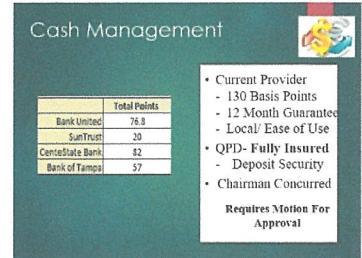 Cash Management
Total Points
Bank United 76.8
SunTrust 20
CenteState Bank 82
Bank of Tampa 57
• Current Provider
- 130 Basis Points
- 12 Month Guarantee
- Local/ Ease of Use
• QPD- Fully Insured
- Deposit Security
• Chairman Concurred
Requires Motion For
Approval